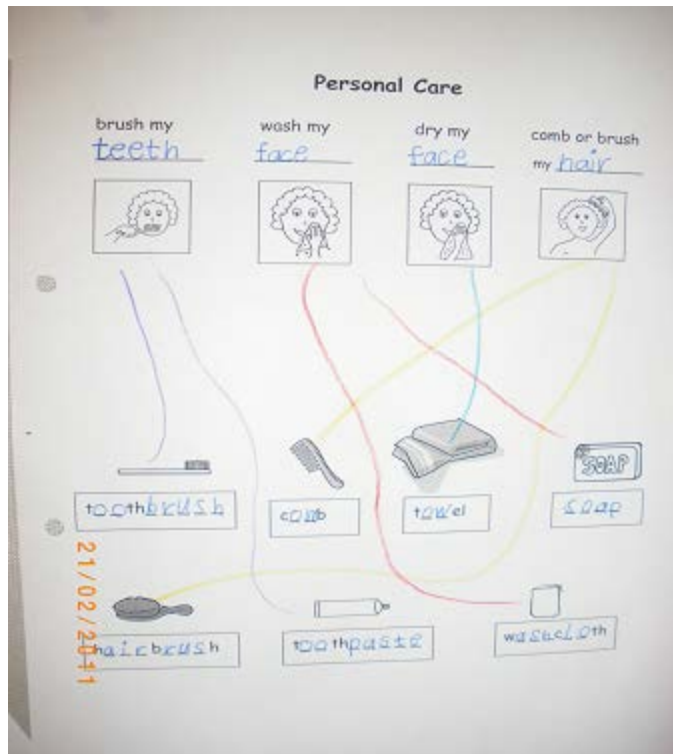 Personal Care
brush my
teeth
wash my
face
dry my
face
comb or brush
my hair
SOAP
toothbrush
comb
towel
soap
hairbrush
toothpaste
washcloth
21/02/2011